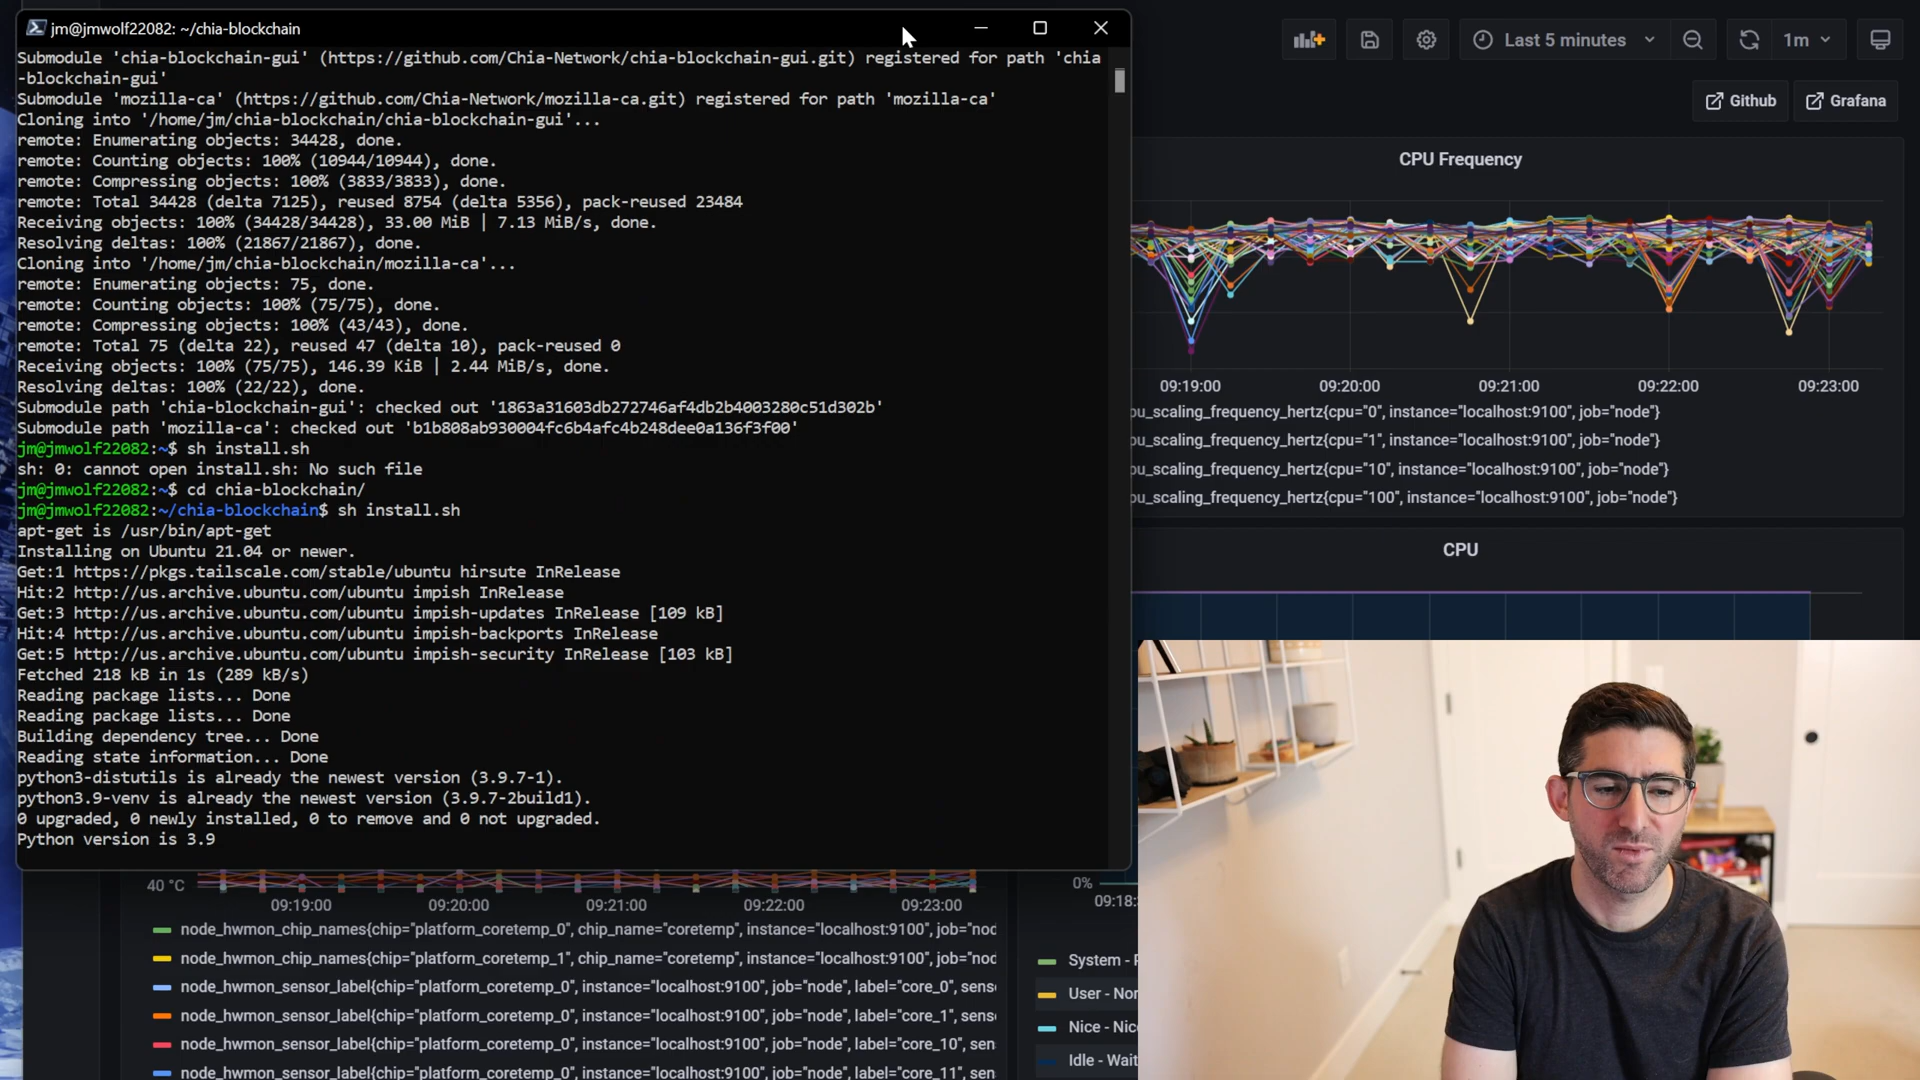 jm@jmwolf22082: ~/chia-blockchain
Submodule 'chia-blockchain-gui' (https://github.com/Chia-Network/chia-blockchain-gui.git) registered for path 'chia
-blockchain-gui'
Submodule 'mozilla-ca' (https://github.com/Chia-Network/mozilla-ca.git) registered for path 'mozilla-ca'
Cloning into '/home/jm/chia-blockchain/chia-blockchain-gui'...
remote: Enumerating objects: 34428, done.
remote: Counting objects: 100% (10944/10944), done.
remote: Compressing objects: 100% (3833/3833), done.
remote: Total 34428 (delta 7125), reused 8754 (delta 5356), pack-reused 23484
Receiving objects: 100% (34428/34428), 33.00 MiB | 7.13 MiB/s, done.
Resolving deltas: 100% (21867/21867), done.
Cloning into '/home/jm/chia-blockchain/mozilla-ca'...
remote: Enumerating objects: 75, done.
remote: Counting objects: 100% (75/75), done.
remote: Compressing objects: 100% (43/43), done.
remote: Total 75 (delta 22), reused 47 (delta 10), pack-reused 0
Receiving objects: 100% (75/75), 146.39 KiB | 2.44 MiB/s, done.
Resolving deltas: 100% (22/22), done.
Submodule path 'chia-blockchain-gui': checked out '1863a31603db272746af4db2b4003280c51d302b'
Submodule path 'mozilla-ca': checked out 'b1b808ab930004fc6b4afc4b248dee0a136f3f00'
jm@jmwolf22082:~$ sh install.sh
sh: 0: cannot open install.sh: No such file
jm@jmwolf22082:~$ cd chia-blockchain/
jm@jmwolf22082:~/chia-blockchain$ sh install.sh
apt-get is /usr/bin/apt-get
Installing on Ubuntu 21.04 or newer.
Get:1 https://pkgs.tailscale.com/stable/ubuntu hirsute InRelease
Hit:2 http://us.archive.ubuntu.com/ubuntu impish InRelease
Get:3 http://us.archive.ubuntu.com/ubuntu impish-updates InRelease [109 kB]
Hit:4 http://us.archive.ubuntu.com/ubuntu impish-backports InRelease
Get:5 http://us.archive.ubuntu.com/ubuntu impish-security InRelease [103 kB]
Fetched 218 kB in 1s (289 kB/s)
Reading package lists... Done
Reading package lists... Done
Building dependency tree... Done
Reading state information... Done
python3-distutils is already the newest version (3.9.7-1).
python3.9-venv is already the newest version (3.9.7-2build1).
0 upgraded, 0 newly installed, 0 to remove and 0 not upgraded.
Python version is 3.9
Last 5 minutes
1m
Github
Grafana
CPU Frequency
09:19:00 09:20:00 09:21:00 09:22:00 09:23:00
pu_scaling_frequency_hertz{cpu="0", instance="localhost:9100", job="node"}
pu_scaling_frequency_hertz{cpu="1", instance="localhost:9100", job="node"}
pu_scaling_frequency_hertz{cpu="10", instance="localhost:9100", job="node"}
pu_scaling_frequency_hertz{cpu="100", instance="localhost:9100", job="node"}
CPU
40 °C
09:19:00 09:20:00 09:21:00 09:22:00 09:23:00
node_hwmon_chip_names{chip="platform_coretemp_0", chip_name="coretemp", instance="localhost:9100", job="noc
node_hwmon_chip_names{chip="platform_coretemp_1", chip_name="coretemp", instance="localhost:9100", job="noc
node_hwmon_sensor_label{chip="platform_coretemp_0", instance="localhost:9100", job="node", label="core_0", sens
node_hwmon_sensor_label{chip="platform_coretemp_0", instance="localhost:9100", job="node", label="core_1", sens
node_hwmon_sensor_label{chip="platform_coretemp_0", instance="localhost:9100", job="node", label="core_10", sen
node_hwmon_sensor_label{chip="platform_coretemp_0", instance="localhost:9100", job="node", label="core_11", sen
0%
09:18:
System - P
User - Nor
Nice - Nic
Idle - Wait